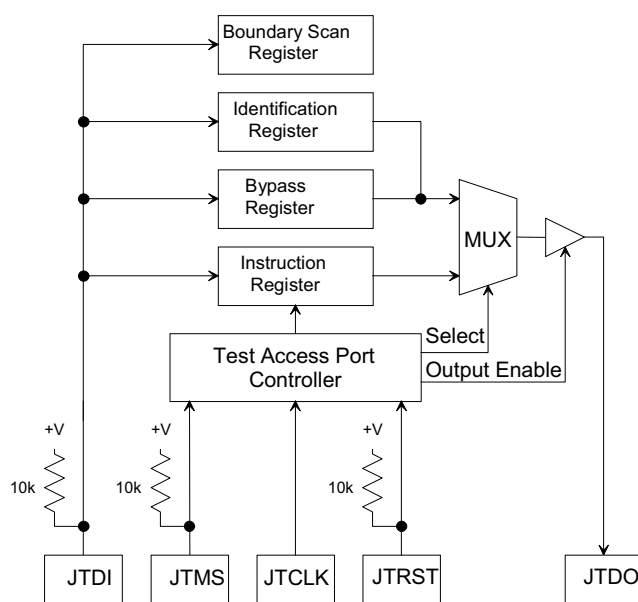 Boundary Scan
Register
Identification
Register
Bypass
Register
MUX
Instruction
Register
Select
Test Access Port
Controller
Output Enable
+V
+V
+V
10k
10k
10k
JTDI
JTMS
JTCLK
JTRST
JTDO